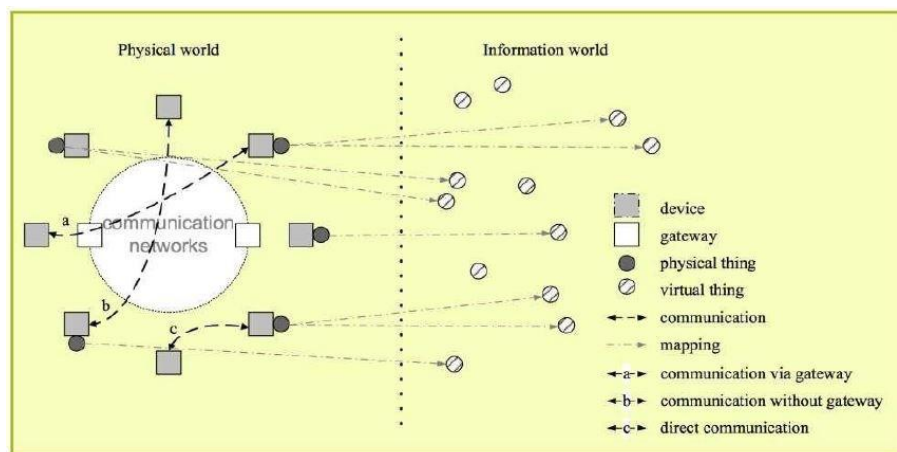 Physical world
Information world
a
communication
networks
b
c
device
gateway
physical thing
virtual thing
communication
mapping
a communication via gateway
b communication without gateway
c direct communication